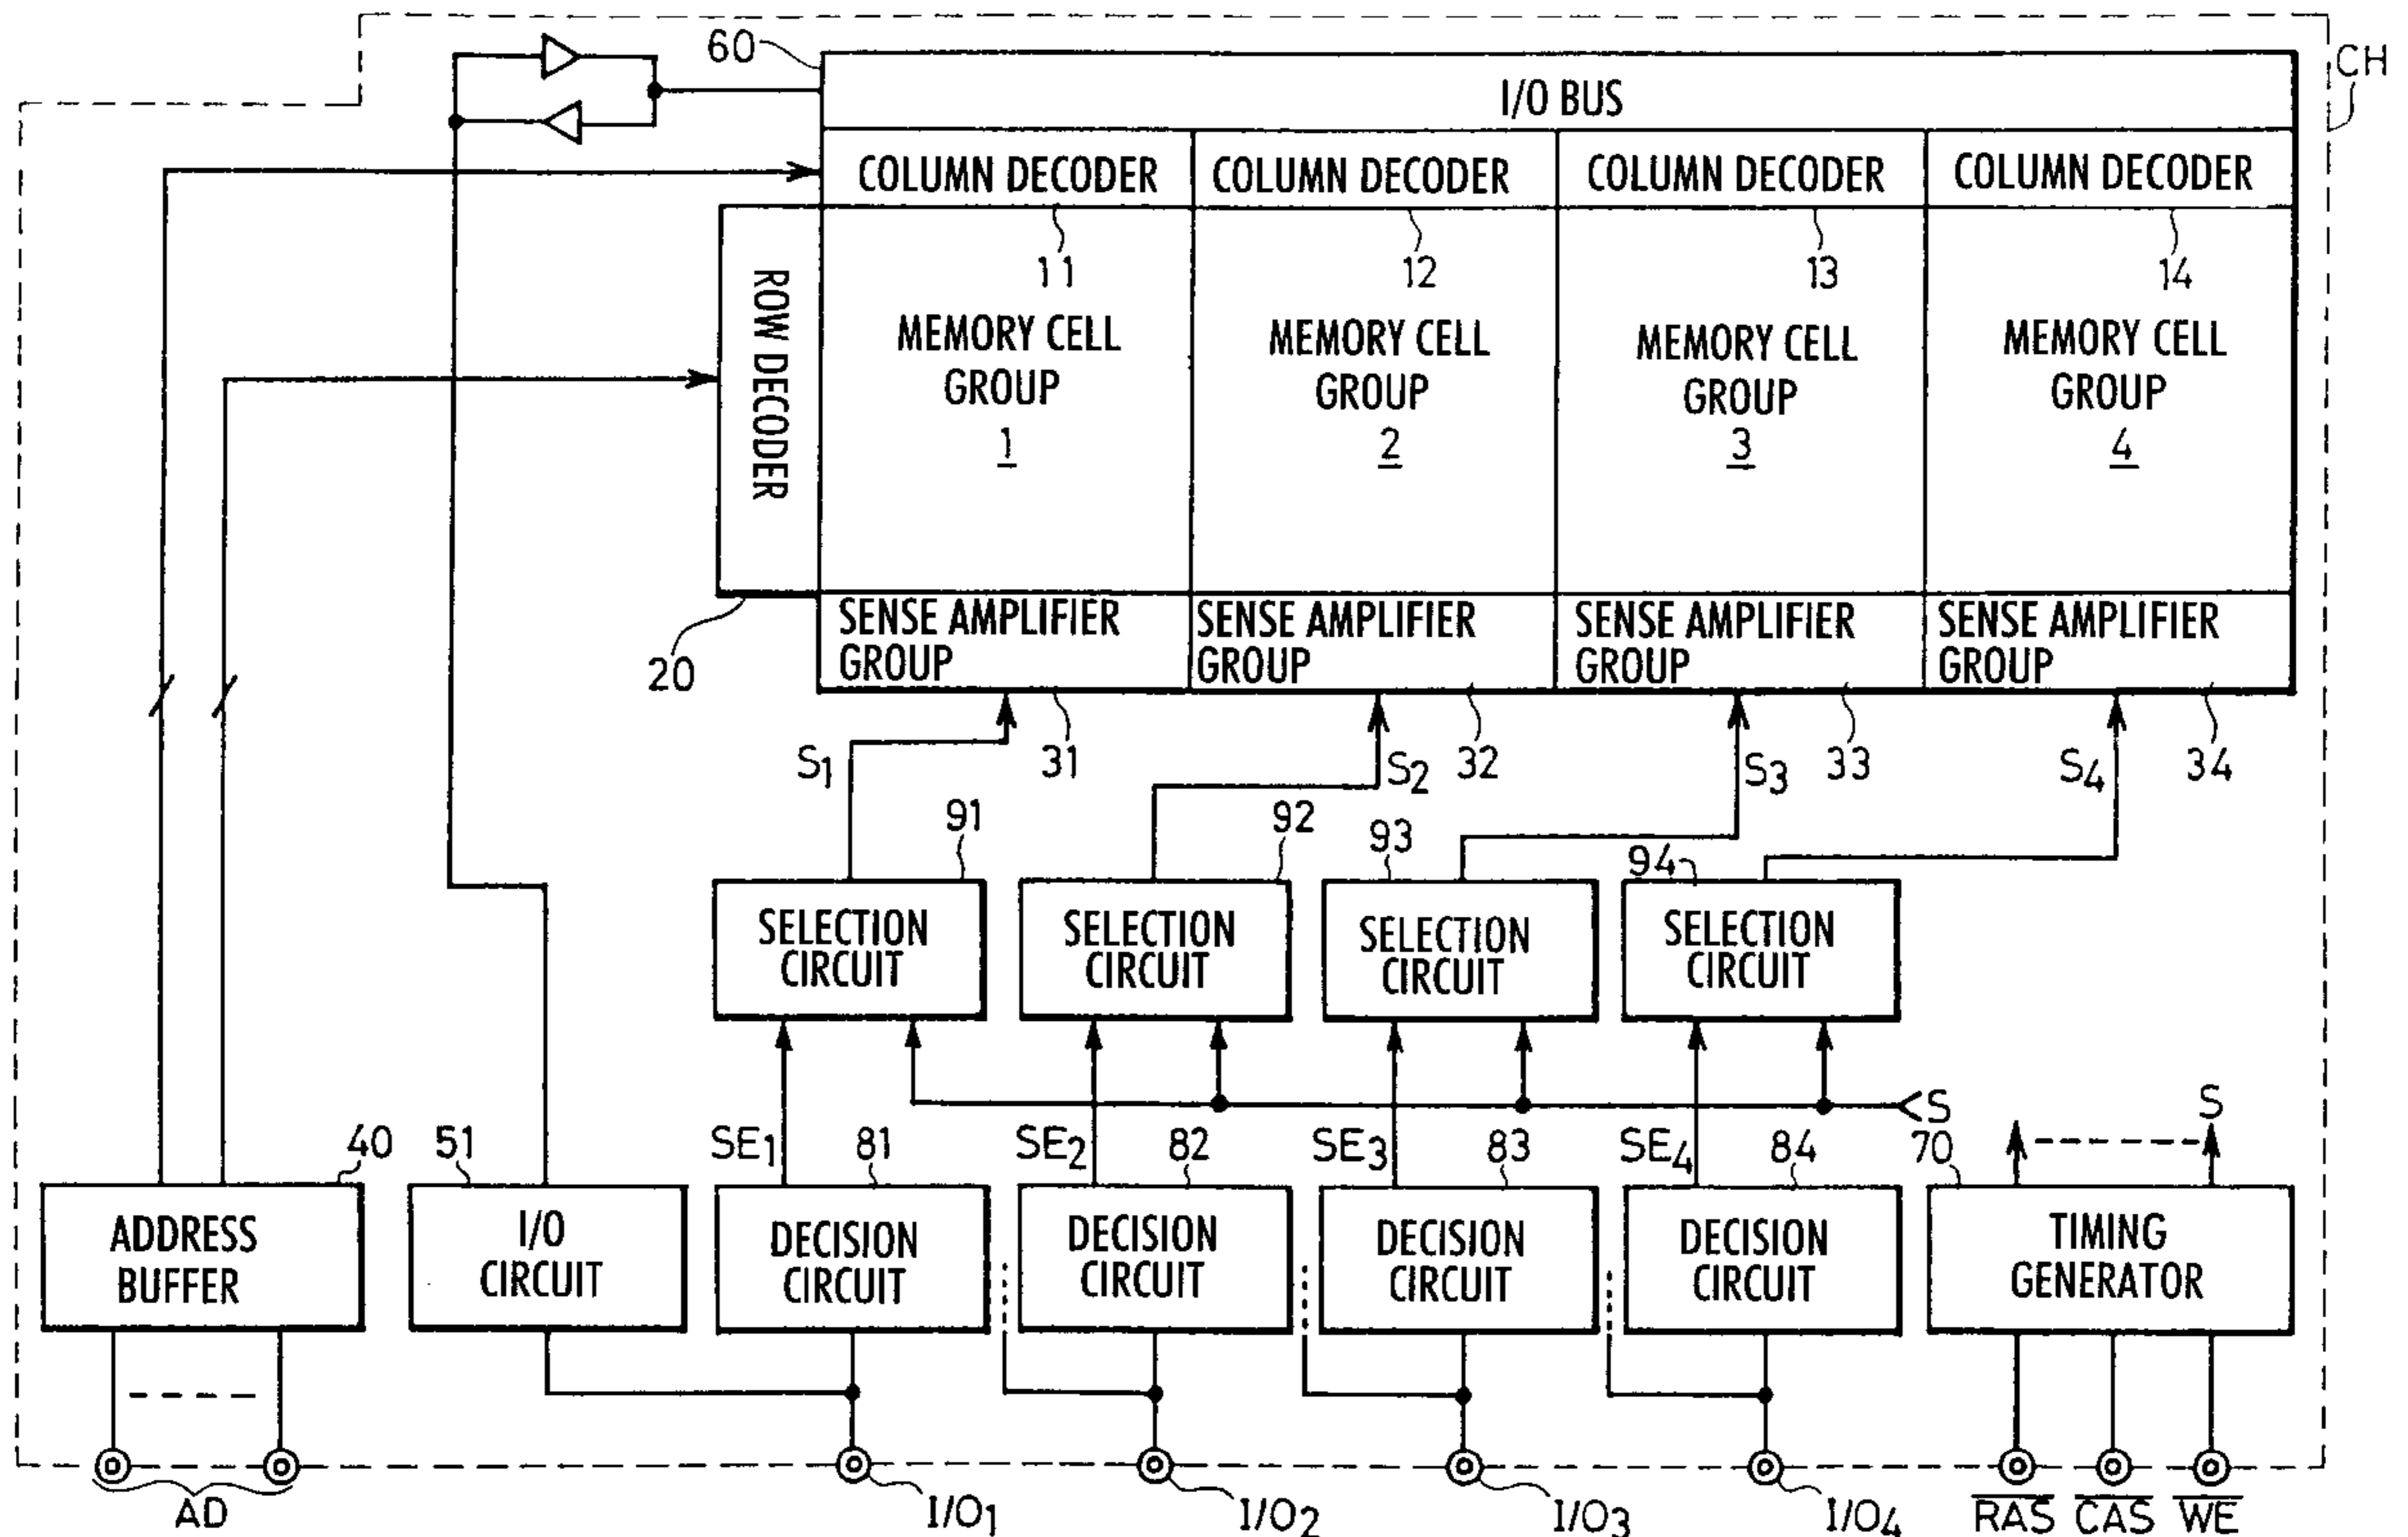 60
CH
I/O BUS
COLUMN DECODER
COLUMN DECODER
COLUMN DECODER
COLUMN DECODER
11
12
13
14
ROW DECODER
MEMORY CELL
GROUP
1
MEMORY CELL
GROUP
2
MEMORY CELL
GROUP
3
MEMORY CELL
GROUP
4
20
SENSE AMPLIFIER
GROUP
SENSE AMPLIFIER
GROUP
SENSE AMPLIFIER
GROUP
SENSE AMPLIFIER
GROUP
S1
31
S2
32
S3
33
S4
34
91
92
93
94
SELECTION
CIRCUIT
SELECTION
CIRCUIT
SELECTION
CIRCUIT
SELECTION
CIRCUIT
S
40
51
SE1
81
SE2
82
SE3
83
SE4
84
70
S
ADDRESS
BUFFER
I/O
CIRCUIT
DECISION
CIRCUIT
DECISION
CIRCUIT
DECISION
CIRCUIT
DECISION
CIRCUIT
TIMING
GENERATOR
AD
I/O1
I/O2
I/O3
I/O4
R̅A̅S̅
C̅A̅S̅
W̅E̅